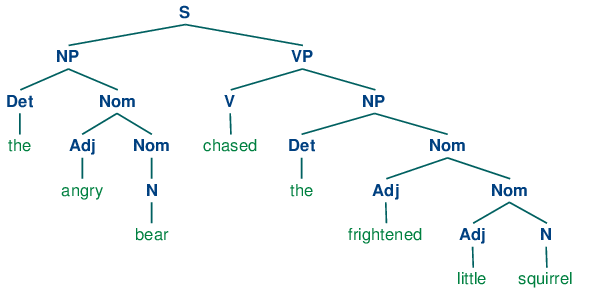 S
NP VP
Det Nom V NP
the Adj Nom chased Det Nom
angry N the Adj Nom
bear frightened Adj N
little squirrel